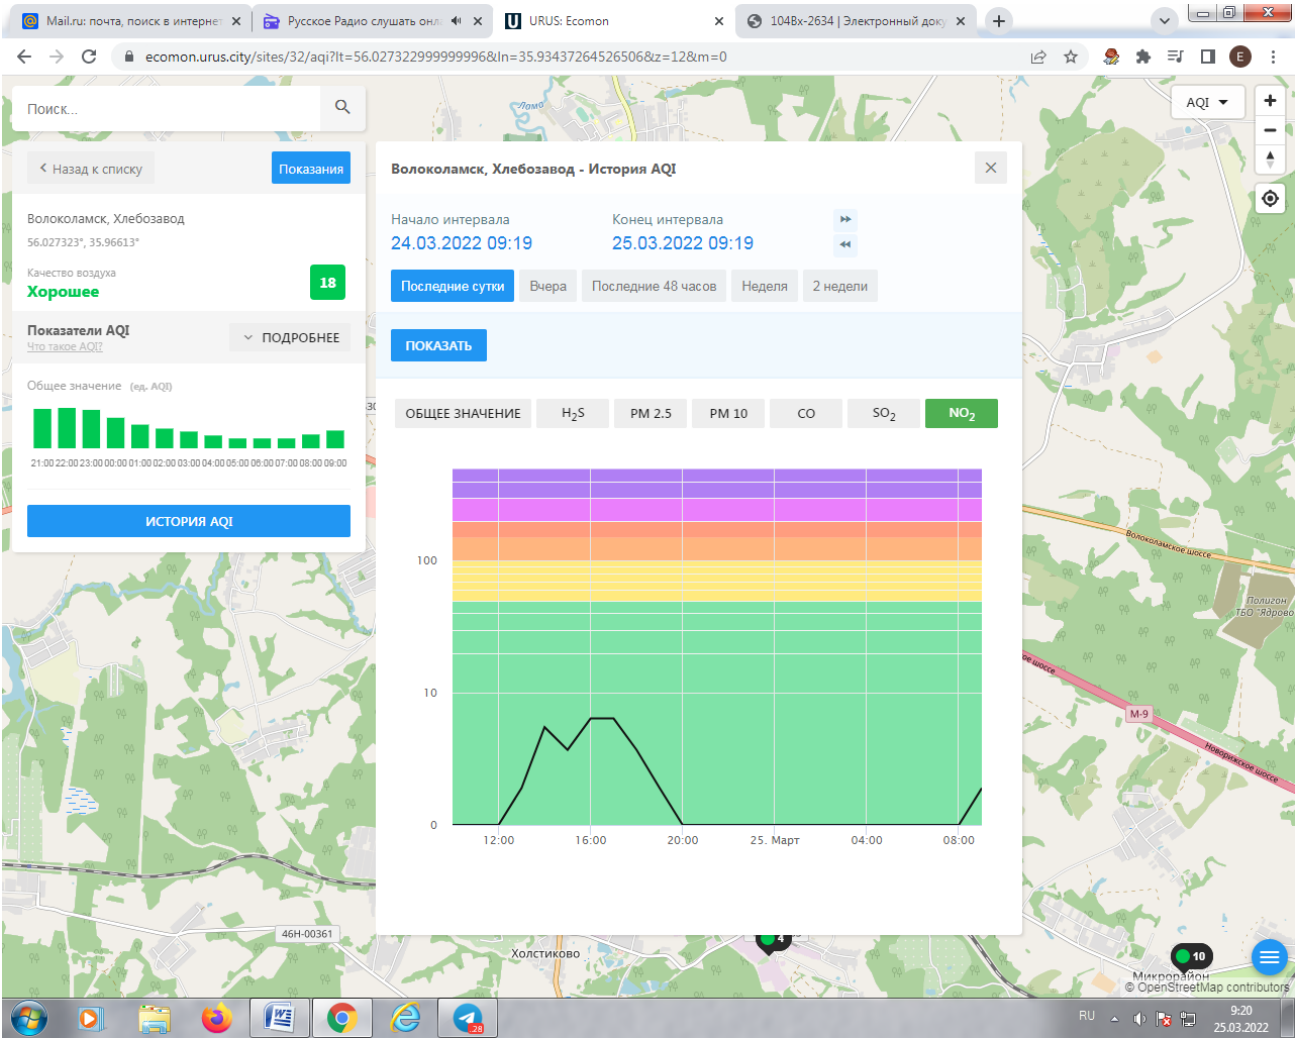 Mail.ru: почта, поиск в интернет
Русское Радио слушать онл
URUS: Ecomon
104Вх-2634 | Электронный доку
ecomon.urus.city/sites/32/aqi?lt=56.027322999999996&ln=35.93437264526506&z=12&m=0
E
Поиск...
AQI
Лама
Назад к списку
Показания
Волоколамск, Хлебозавод
56.027323°, 35.96613°
Качество воздуха
Хорошее
18
Показатели AQI
Что такое AQI?
ПОДРОБНЕЕ
Общее значение (ед. AQI)
21:00 22:00 23:00 00:00 01:00 02:00 03:00 04:00 05:00 06:00 07:00 08:00 09:00
ИСТОРИЯ AQI
Волоколамск, Хлебозавод - История AQI
Начало интервала
24.03.2022 09:19
Конец интервала
25.03.2022 09:19
Последние сутки
Вчера
Последние 48 часов
Неделя
2 недели
ПОКАЗАТЬ
ОБЩЕЕ ЗНАЧЕНИЕ
H2S
PM 2.5
PM 10
CO
SO2
NO2
100
10
0
12:00
16:00
20:00
25. Март
04:00
08:00
Волоколамское шоссе
Полигон
ТБО "Ядрово
М-9
Новорижское шоссе
46Н-00361
Холстиково
4
10
Микрорайон
© OpenStreetMap contributors
28
RU
9:20
25.03.2022